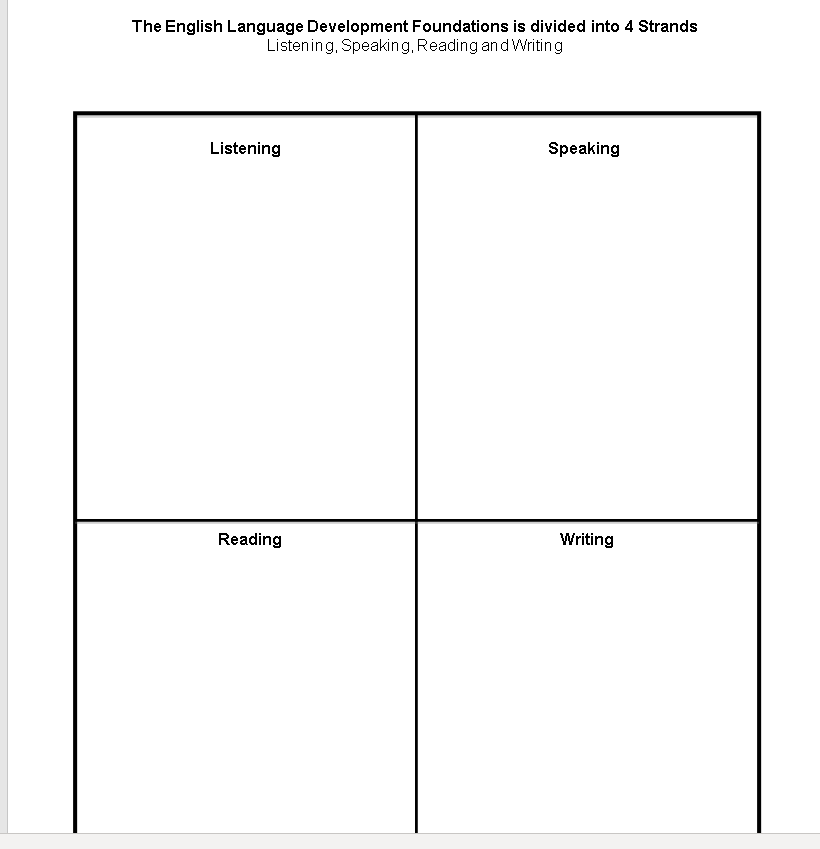 The English Language Development Foundations is divided into 4 Strands
Listening, Speaking, Reading and Writing
Listening
Speaking
Reading
Writing